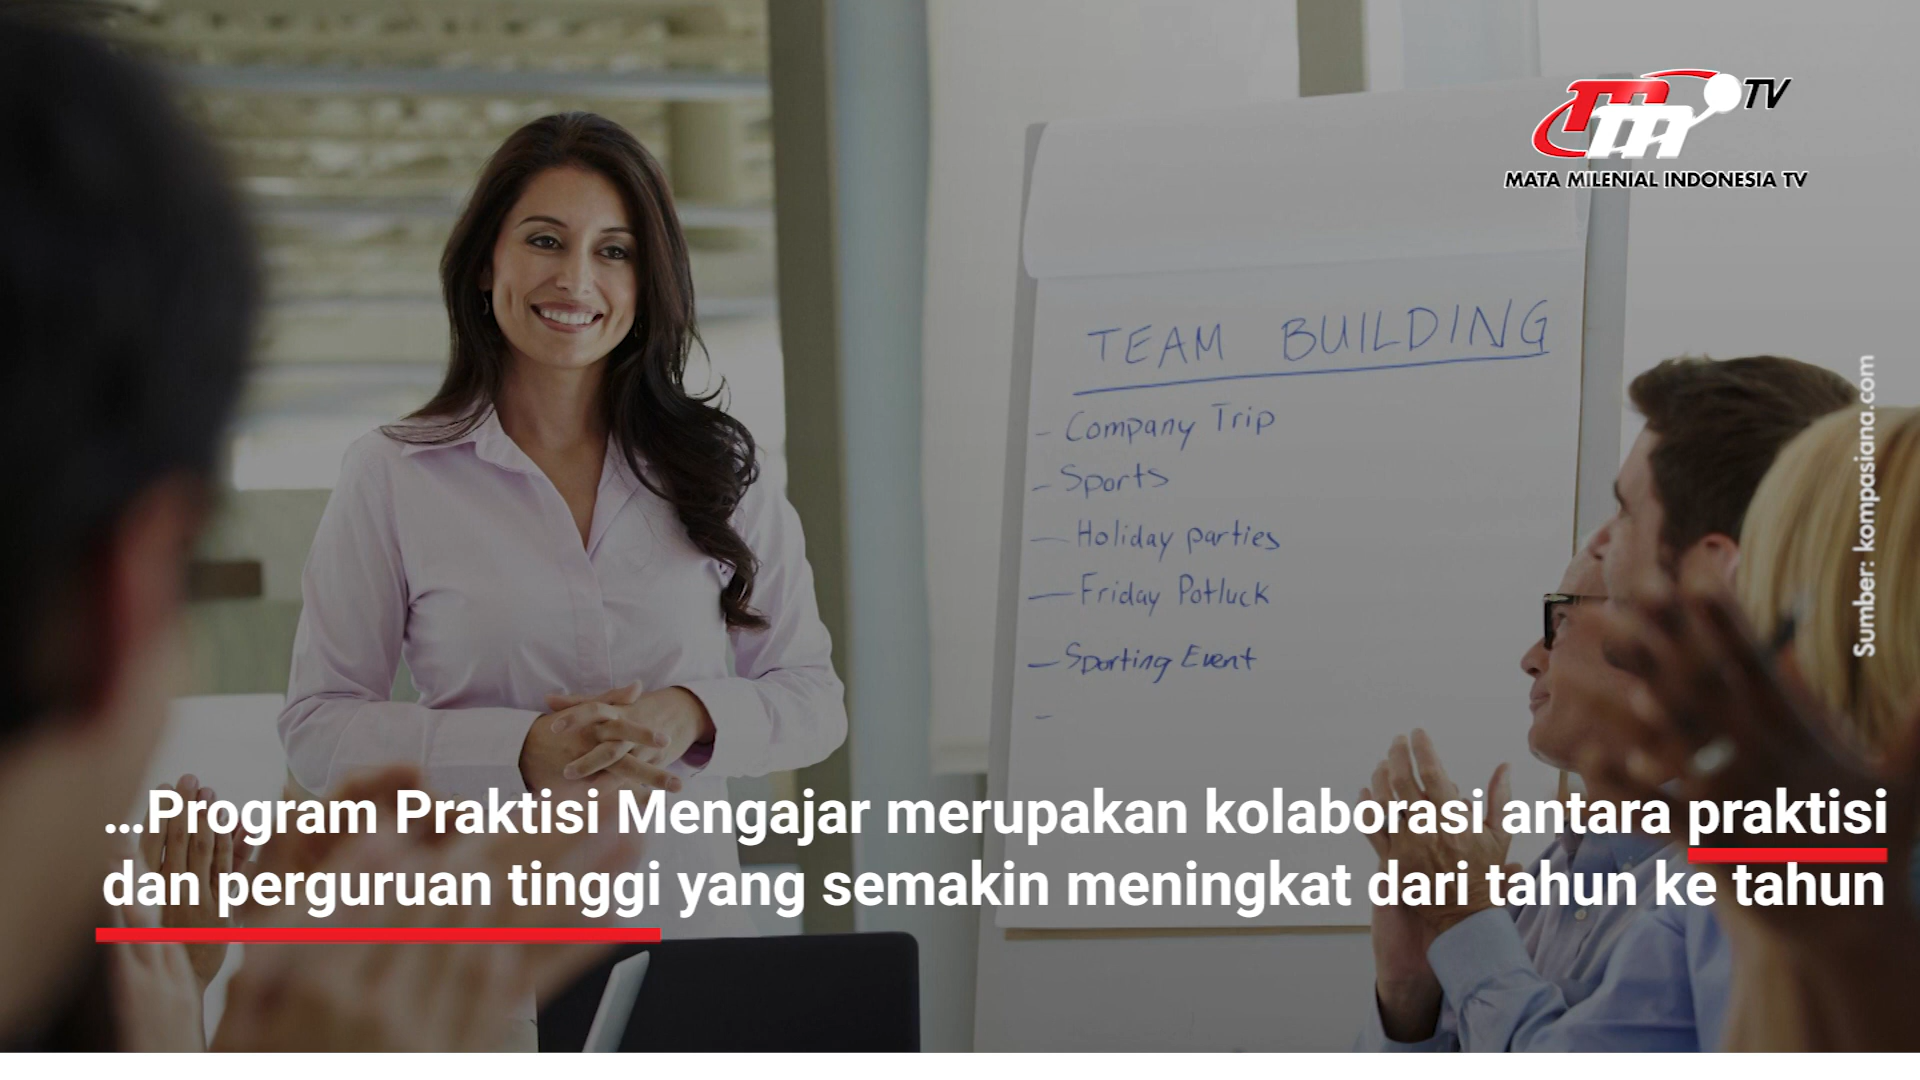 TV
MATA MILENIAL INDONESIA TV
TEAM BUILDING
- Company Trip
- Sports
- Holiday parties
- Friday Potluck
- Sporting Event
-
Sumber: kompasiana.com
...Program Praktisi Mengajar merupakan kolaborasi antara praktisi
dan perguruan tinggi yang semakin meningkat dari tahun ke tahun